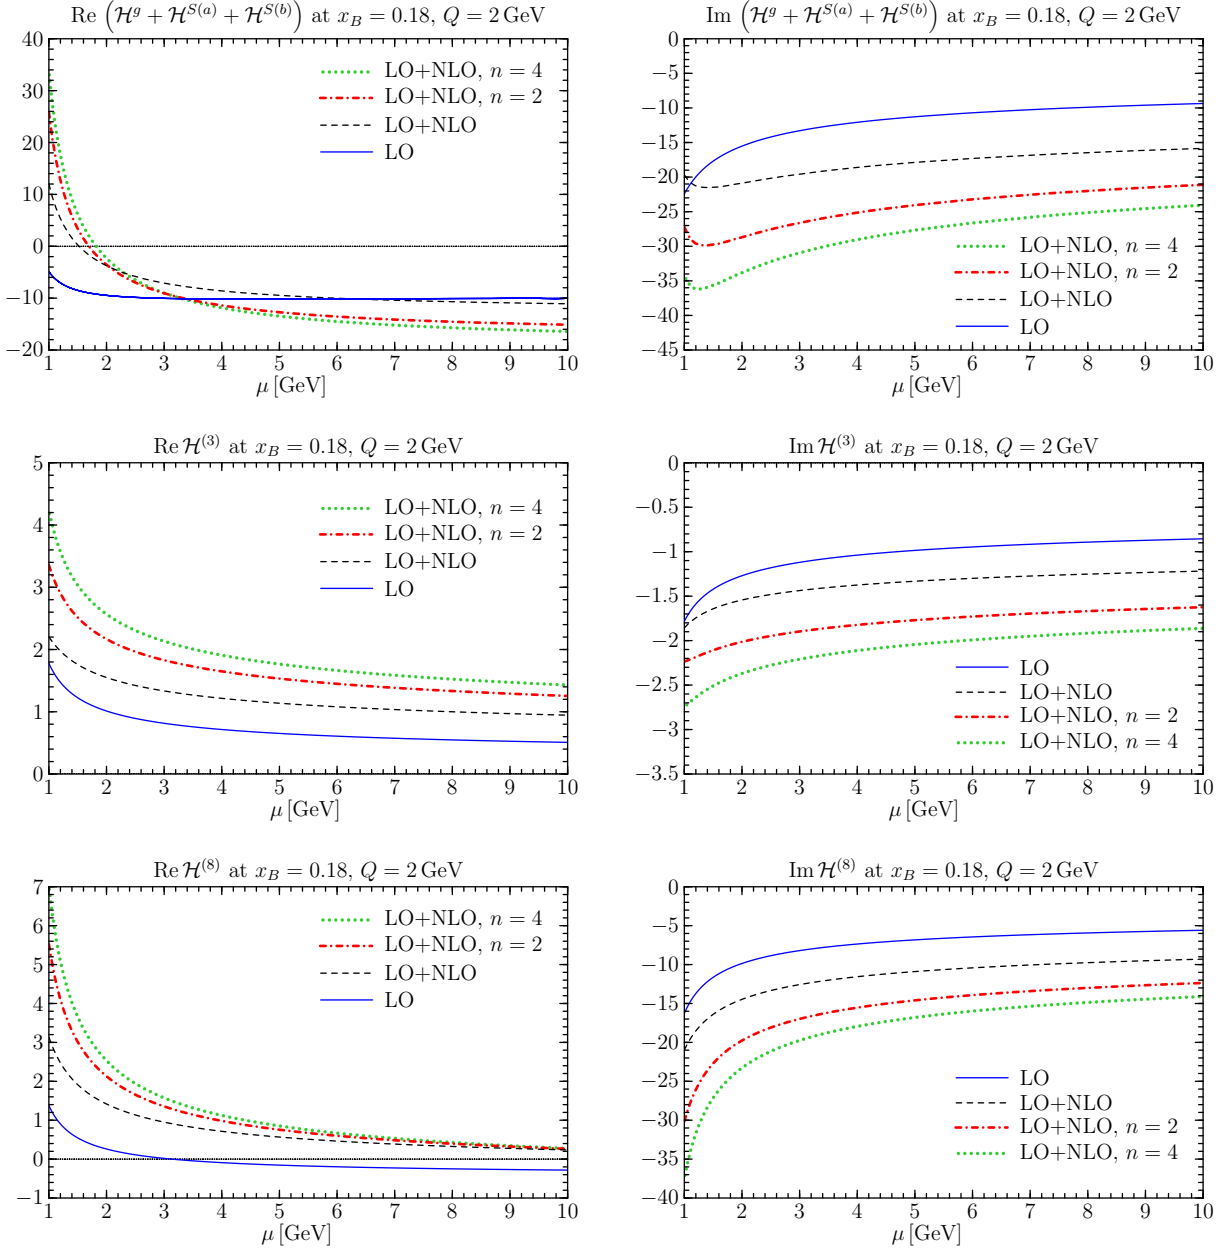 Re (ℋ^g + ℋ^{S(a)} + ℋ^{S(b)}) at x_B = 0.18, Q = 2 GeV
40
30
20
10
0
−10
−20
LO+NLO, n = 4
LO+NLO, n = 2
LO+NLO
LO
1 2 3 4 5 6 7 8 9 10
μ [GeV]
Im (ℋ^g + ℋ^{S(a)} + ℋ^{S(b)}) at x_B = 0.18, Q = 2 GeV
0
−5
−10
−15
−20
−25
−30
−35
−40
−45
LO+NLO, n = 4
LO+NLO, n = 2
LO+NLO
LO
1 2 3 4 5 6 7 8 9 10
μ [GeV]
Re ℋ^{(3)} at x_B = 0.18, Q = 2 GeV
5
4
3
2
1
0
LO+NLO, n = 4
LO+NLO, n = 2
LO+NLO
LO
1 2 3 4 5 6 7 8 9 10
μ [GeV]
Im ℋ^{(3)} at x_B = 0.18, Q = 2 GeV
0
−0.5
−1
−1.5
−2
−2.5
−3
−3.5
LO
LO+NLO
LO+NLO, n = 2
LO+NLO, n = 4
1 2 3 4 5 6 7 8 9 10
μ [GeV]
Re ℋ^{(8)} at x_B = 0.18, Q = 2 GeV
7
6
5
4
3
2
1
0
−1
LO+NLO, n = 4
LO+NLO, n = 2
LO+NLO
LO
1 2 3 4 5 6 7 8 9 10
μ [GeV]
Im ℋ^{(8)} at x_B = 0.18, Q = 2 GeV
0
−5
−10
−15
−20
−25
−30
−35
−40
LO
LO+NLO
LO+NLO, n = 2
LO+NLO, n = 4
1 2 3 4 5 6 7 8 9 10
μ [GeV]